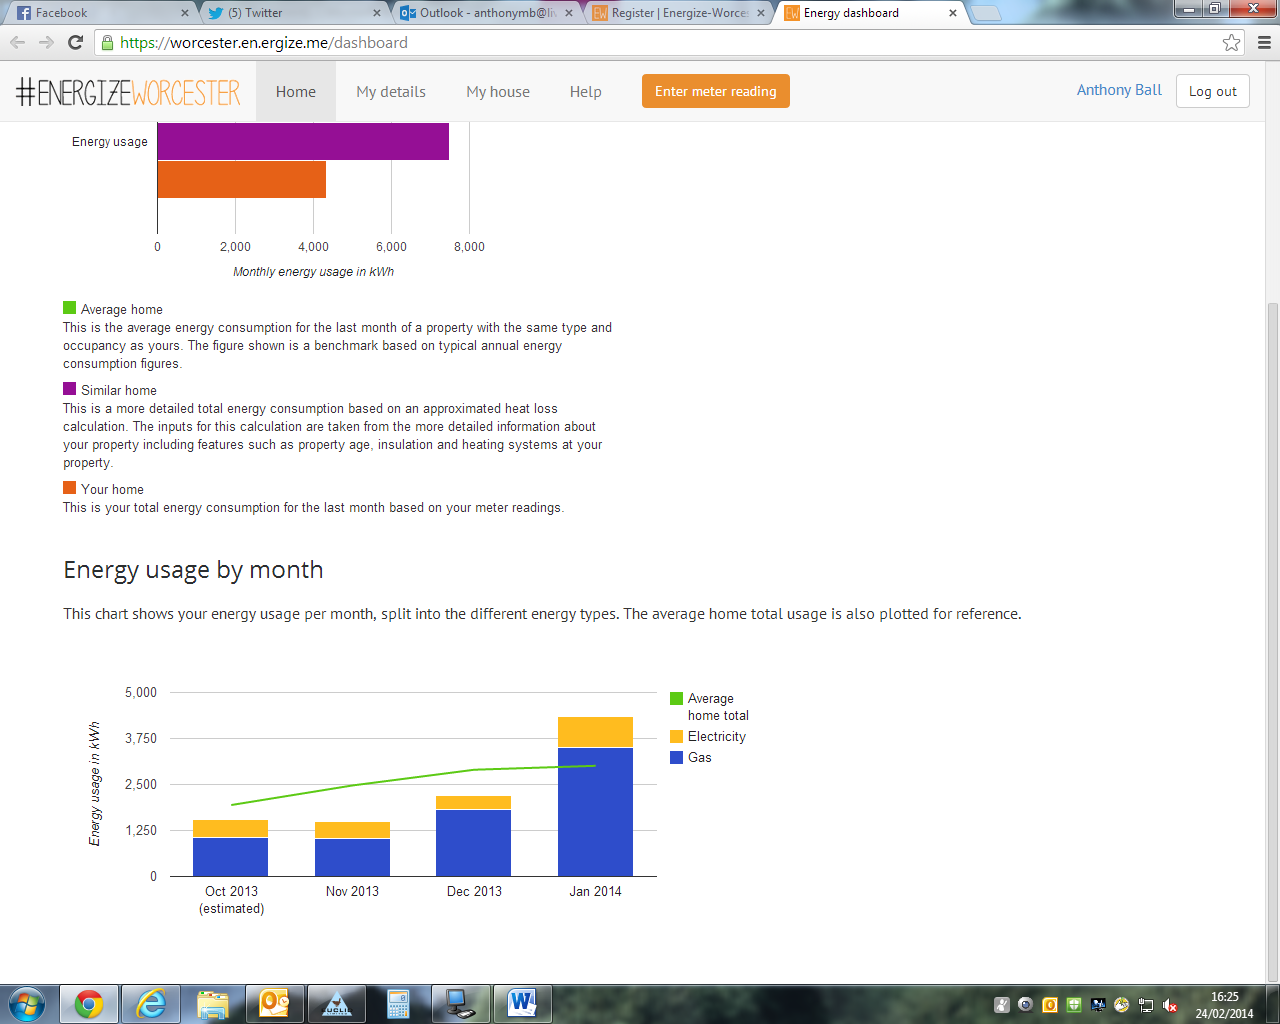 Facebook
(5) Twitter
Outlook - anthonymb@li
Register | Energize-Worces
Energy dashboard
https://worcester.en.ergize.me/dashboard
#ENERGIZEWORCESTER
Home
My details
My house
Help
Enter meter reading
Anthony Ball
Log out
Energy usage
0
2,000
4,000
6,000
8,000
Monthly energy usage in kWh
Average home
This is the average energy consumption for the last month of a property with the same type and
occupancy as yours. The figure shown is a benchmark based on typical annual energy
consumption figures.
Similar home
This is a more detailed total energy consumption based on an approximated heat loss
calculation. The inputs for this calculation are taken from the more detailed information about
your property including features such as property age, insulation and heating systems at your
property.
Your home
This is your total energy consumption for the last month based on your meter readings.
Energy usage by month
This chart shows your energy usage per month, split into the different energy types. The average home total usage is also plotted for reference.
Energy usage in kWh
5,000
3,750
2,500
1,250
0
Oct 2013
(estimated)
Nov 2013
Dec 2013
Jan 2014
Average
home total
Electricity
Gas
UCLI
16:25
24/02/2014